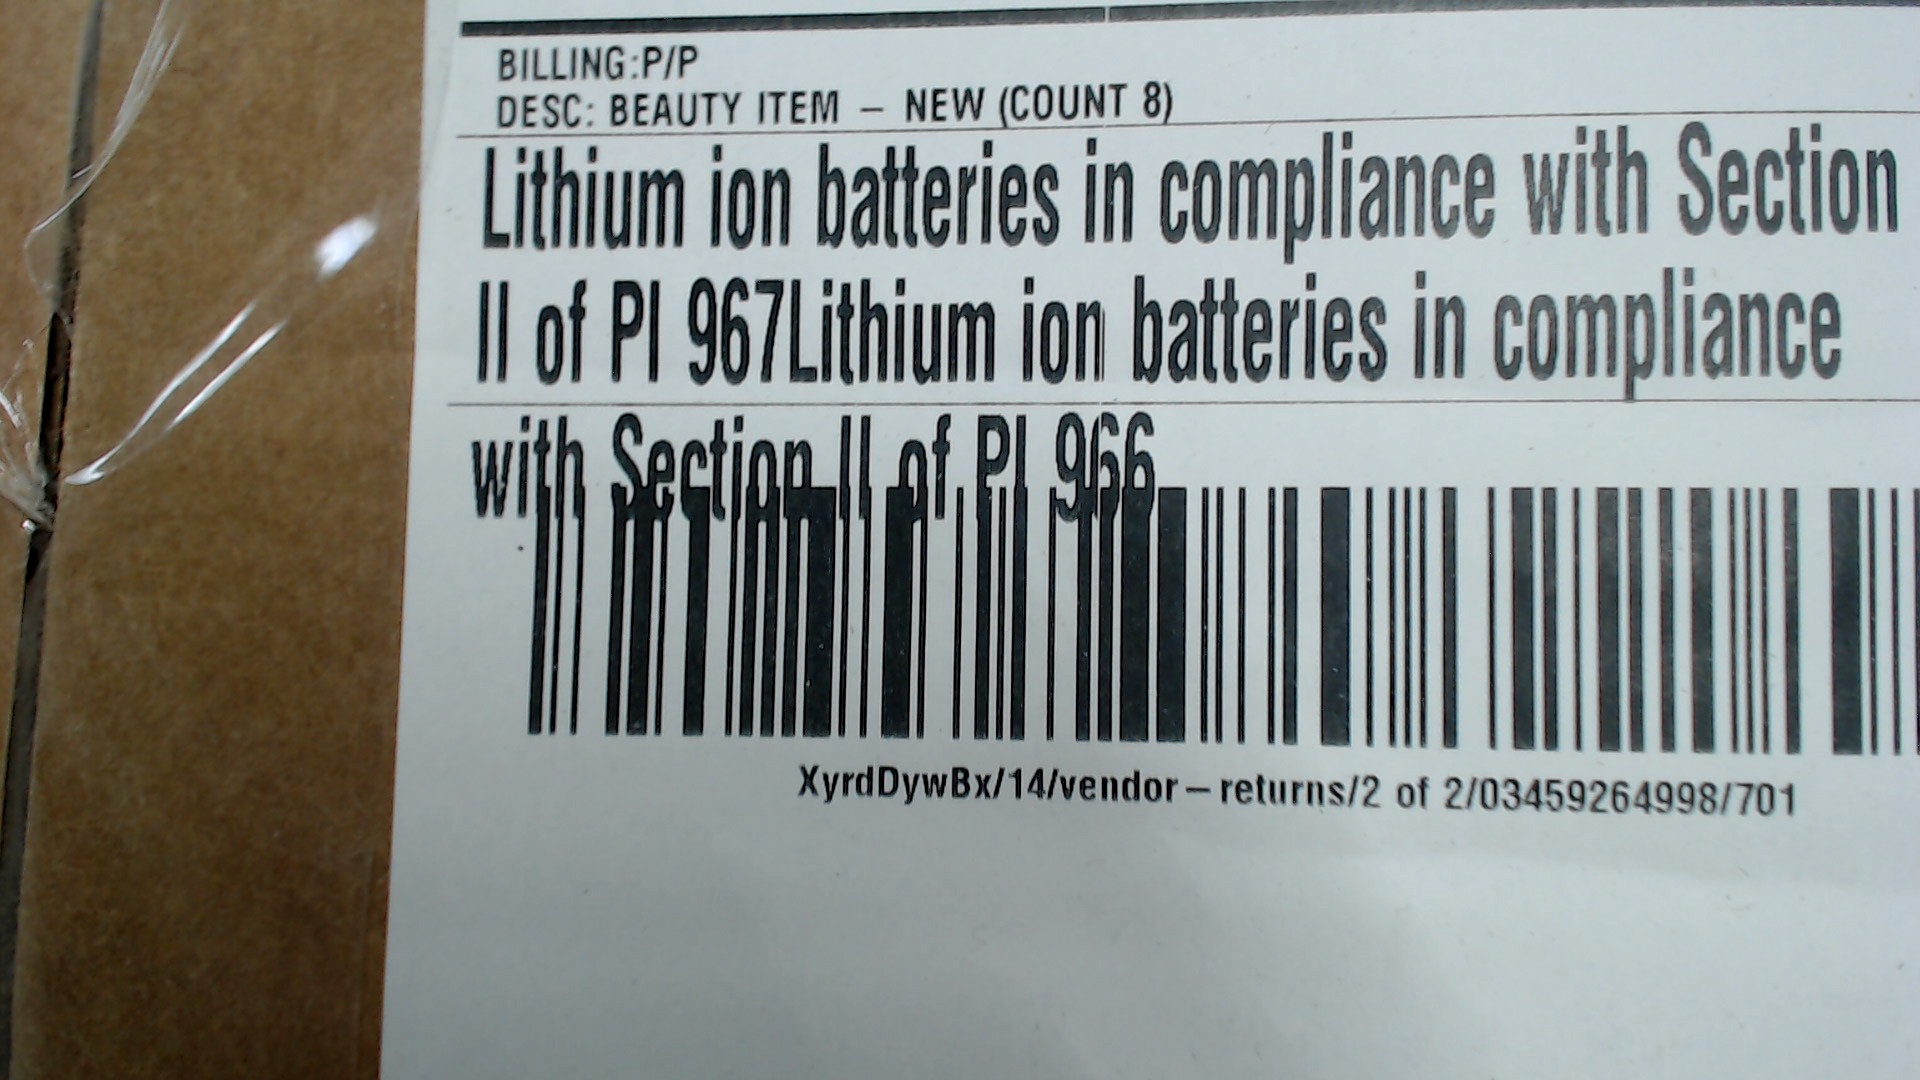 BILLING:P/P
DESC: BEAUTY ITEM – NEW (COUNT 8)
Lithium ion batteries in compliance with Section
II of PI 967Lithium ion batteries in compliance
with Section II of PI 966
XyrdDywBx/14/vendor–returns/2 of 2/03459264998/701